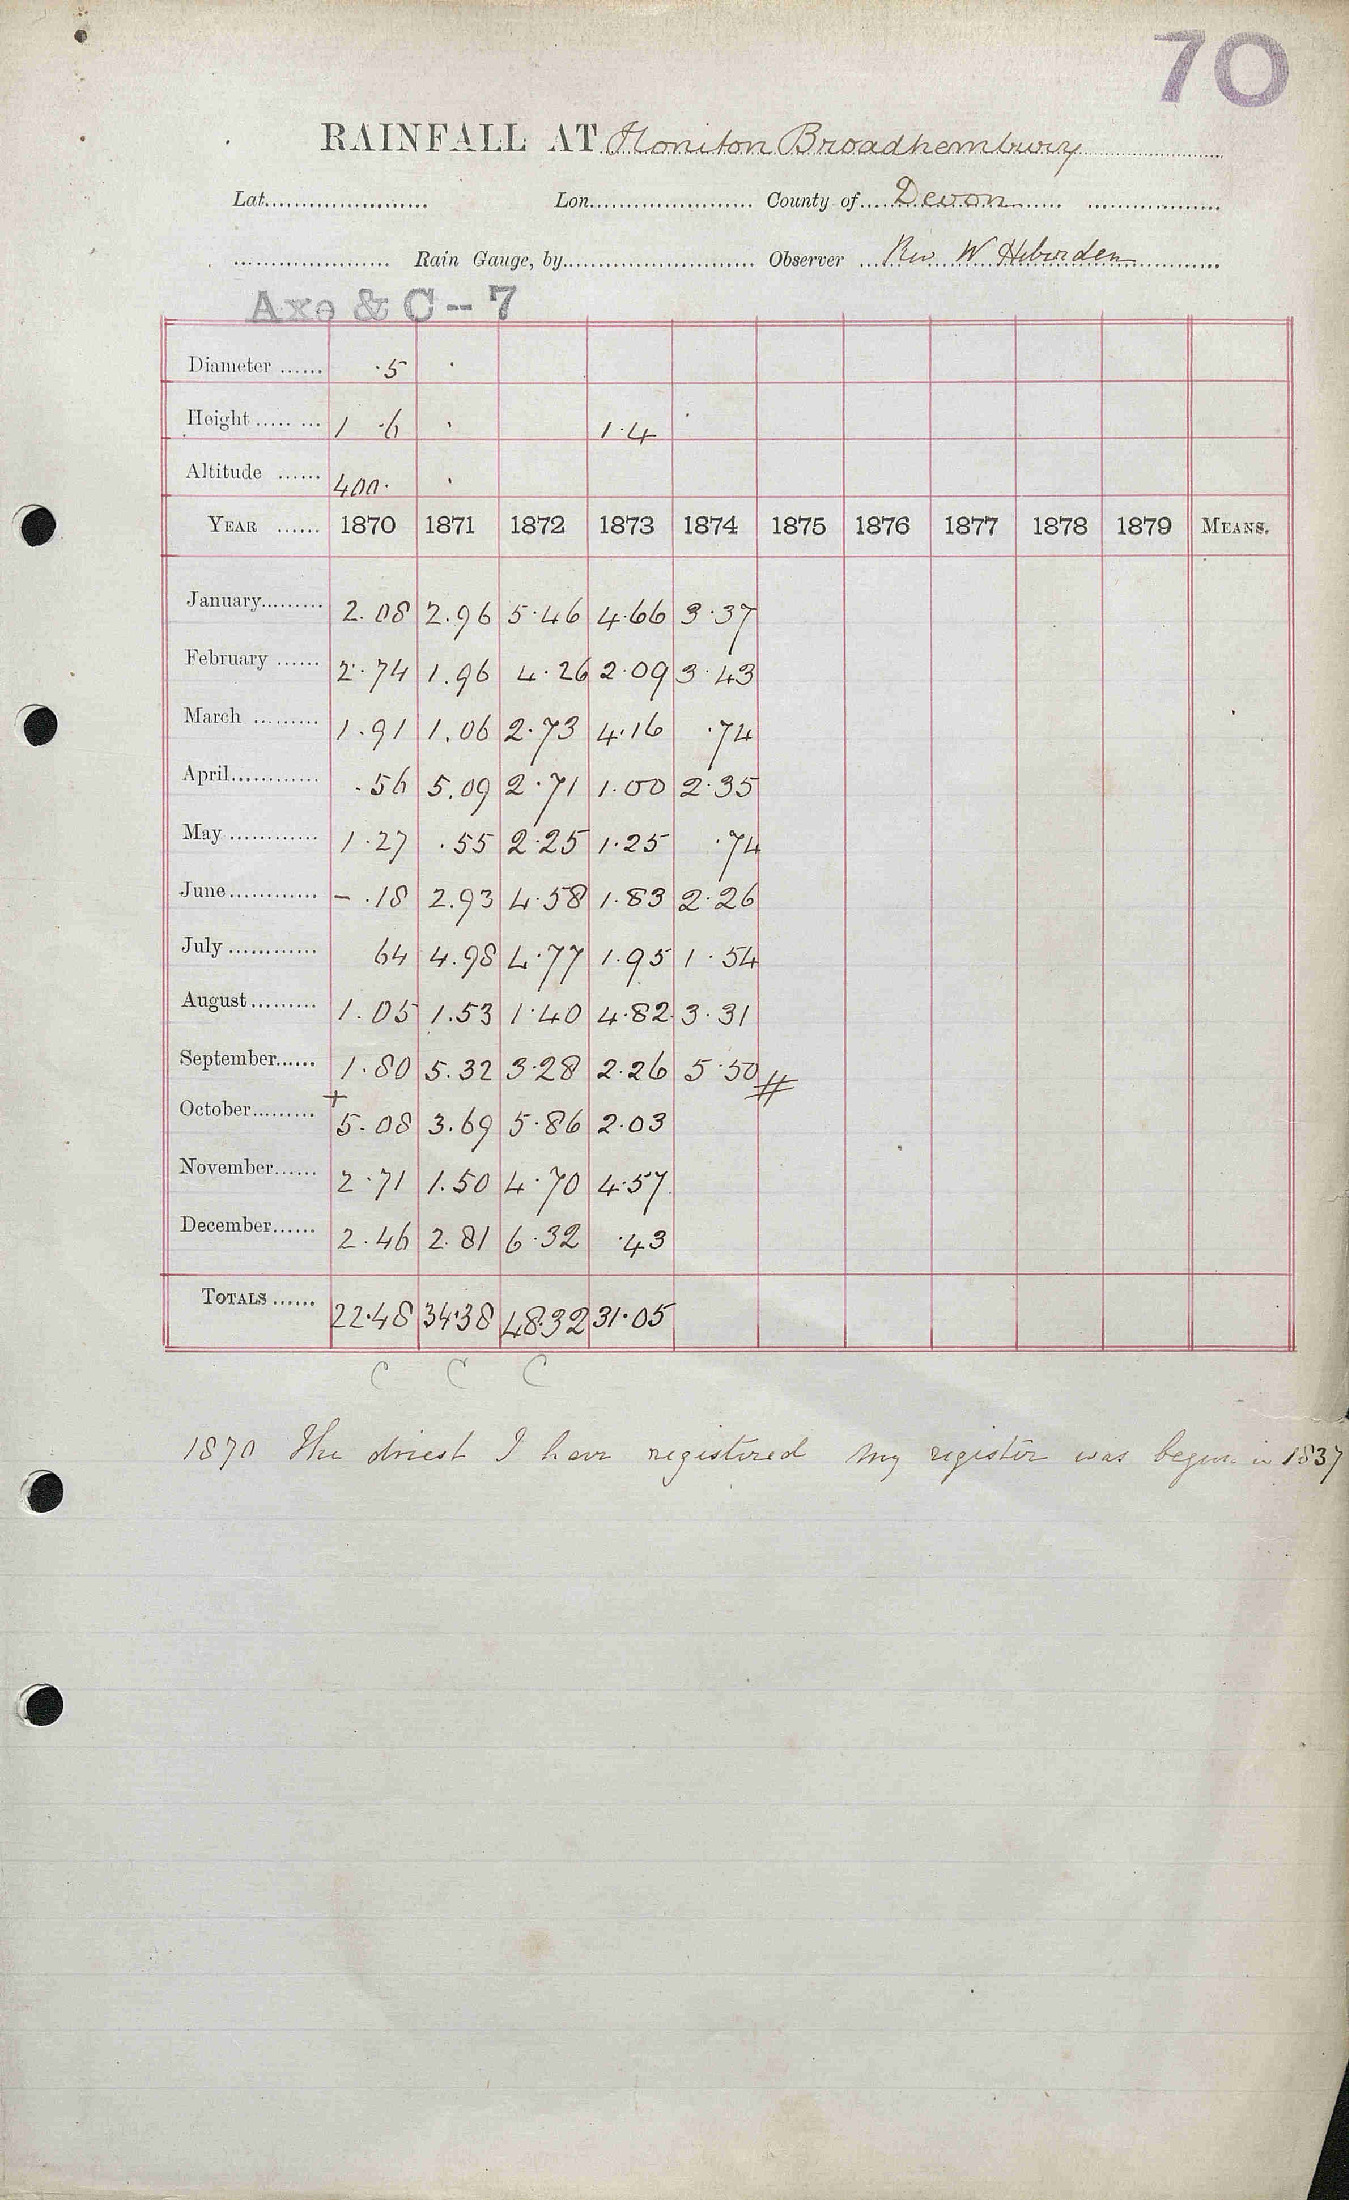 70
RAINFALL AT Honiton Broadhembury
Lat. Lon. County of Devon
Rain Gauge, by Observer Rev W Heberden
Axe & C - 7
Diameter ...... .5
Height ..... ... 1 .6 1.4
Altitude ...... 400.
YEAR ...... 1870 1871 1872 1873 1874 1875 1876 1877 1878 1879 MEANS.
January......... 2.08 2.96 5.46 4.66 3.37
February ...... 2.74 1.96 4.26 2.09 3.43
March ......... 1.91 1.06 2.73 4.16 .74
April............ .56 5.09 2.71 1.00 2.35
May ............ 1.27 .55 2.25 1.25 .74
June............ - .18 2.93 4.58 1.83 2.26
July ............ 64 4.98 4.77 1.95 1.54
August ......... 1.05 1.53 1.40 4.82 3.31
September...... 1.80 5.32 3.28 2.26 5.50 #
October......... + 5.08 3.69 5.86 2.03
November...... 2.71 1.50 4.70 4.57
December...... 2.46 2.81 6.32 .43
TOTALS ...... 22.48 34.38 48.32 31.05
C C C
1870 The driest I have registered My register was begun in 1837